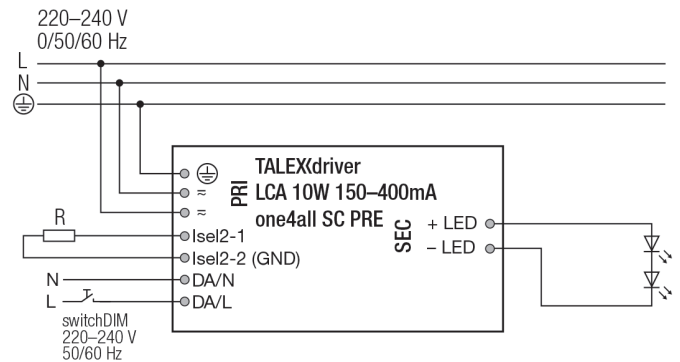 220–240 V
0/50/60 Hz
L
N
TALEXXdriver
LCA 10W 150–400mA
one4all SC PRE
PRI
≂
≂
SEC
+ LED
– LED
R
Isel2-1
Isel2-2 (GND)
N
DA/N
L
DA/L
switchDIM
220–240 V
50/60 Hz